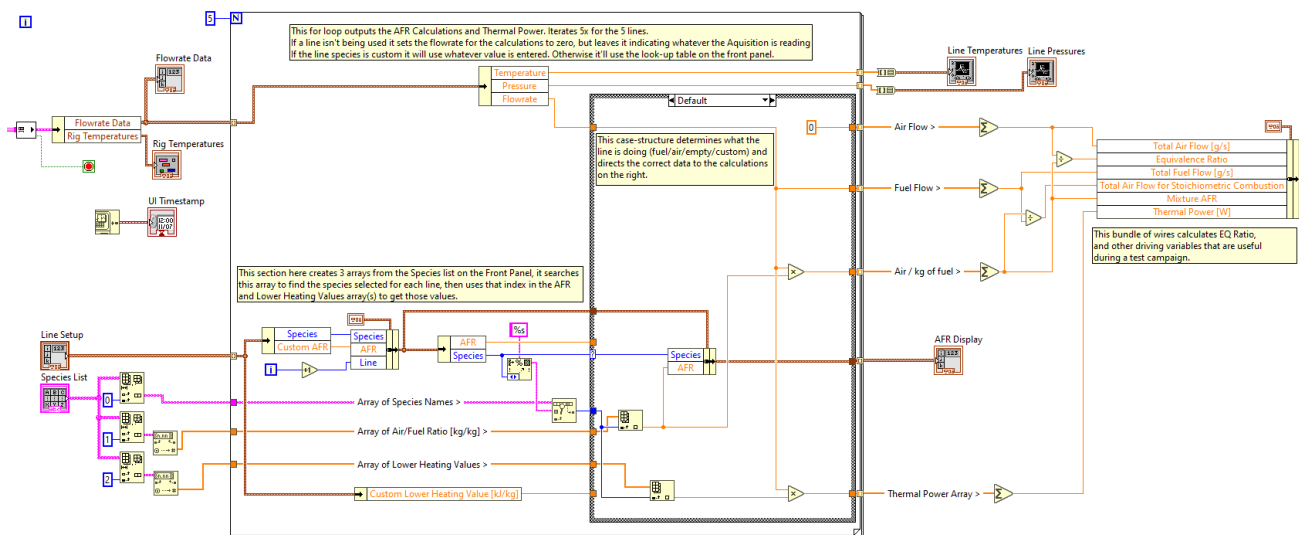 i
5
N
This for loop outputs the AFR Calculations and Thermal Power. Iterates 5x for the 5 lines.
If a line isn't being used it sets the flowrate for the calculations to zero, but leaves it indicating whatever the Aquisition is reading
If the line species is custom it will use whatever value is entered. Otherwise it'll use the look-up table on the front panel.
Flowrate Data
Line Temperatures
Line Pressures
Temperature
Pressure
Flowrate
Default
Flowrate Data
Rig Temperatures
Rig Temperatures
This case-structure determines what the
line is doing (fuel/air/empty/custom) and
directs the correct data to the calculations
on the right.
0
Air Flow >
Fuel Flow >
Air / kg of fuel >
Total Air Flow [g/s]
Equivalence Ratio
Total Fuel Flow [g/s]
Total Air Flow for Stoichiometric Combustion
Mixture AFR
Thermal Power [W]
This bundle of wires calculates EQ Ratio,
and other driving variables that are useful
during a test campaign.
UI Timestamp
12:00
11/07
This section here creates 3 arrays from the Species list on the Front Panel, it searches
this array to find the species selected for each line, then uses that index in the AFR
and Lower Heating Values array(s) to get those values.
Line Setup
Species
Custom AFR
Species
AFR
Line
i
AFR
Species
%s
?
Species
AFR
AFR Display
Species List
0
1
2
Array of Species Names >
Array of Air/Fuel Ratio [kg/kg] >
Array of Lower Heating Values >
Custom Lower Heating Value [kJ/kg]
Thermal Power Array >